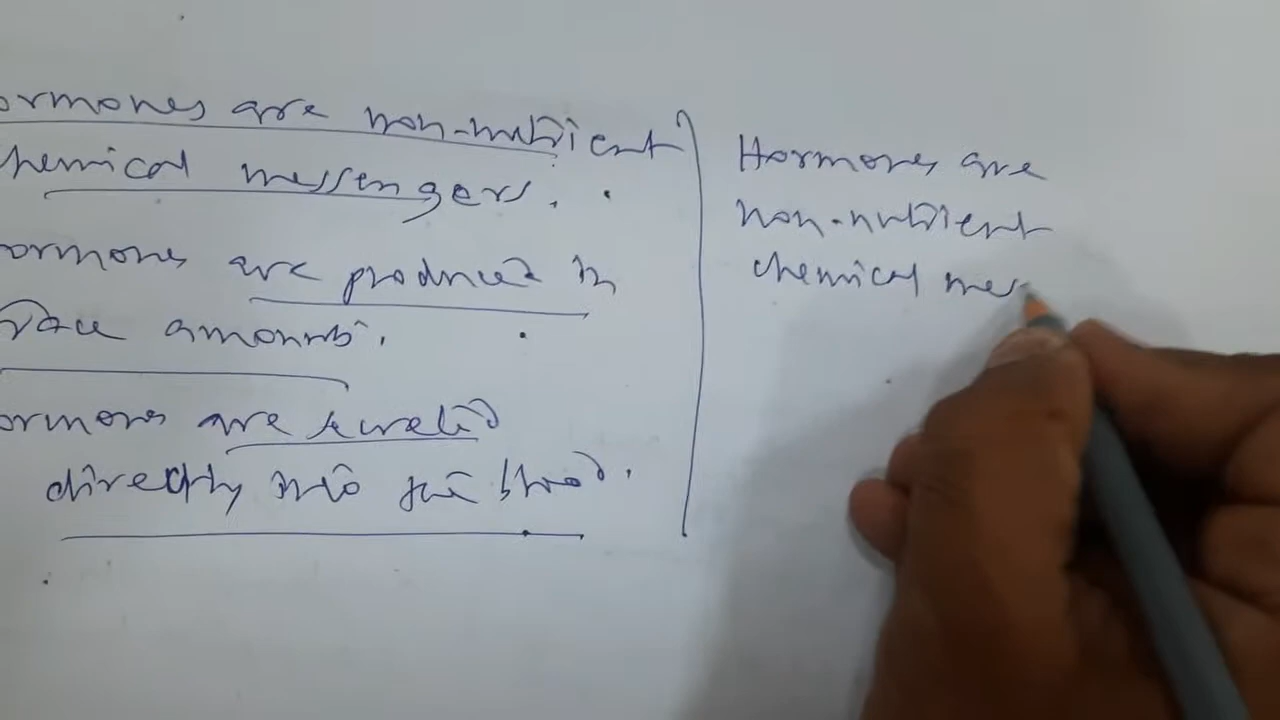 ormones are non-nutrient
hemical messengers.
ormones are produced in
trace amounts.
ormones are secreted
directly into the blood.
Hormones are
non-nutrient
chemical mes